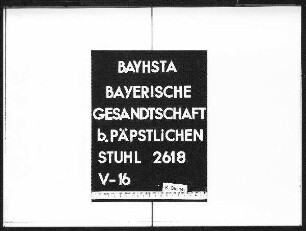 BAYHSTA
BAYERISCHE
GESANDTSCHAFT
b. PÄPSTLICHEN
STUHL 2618
V-16